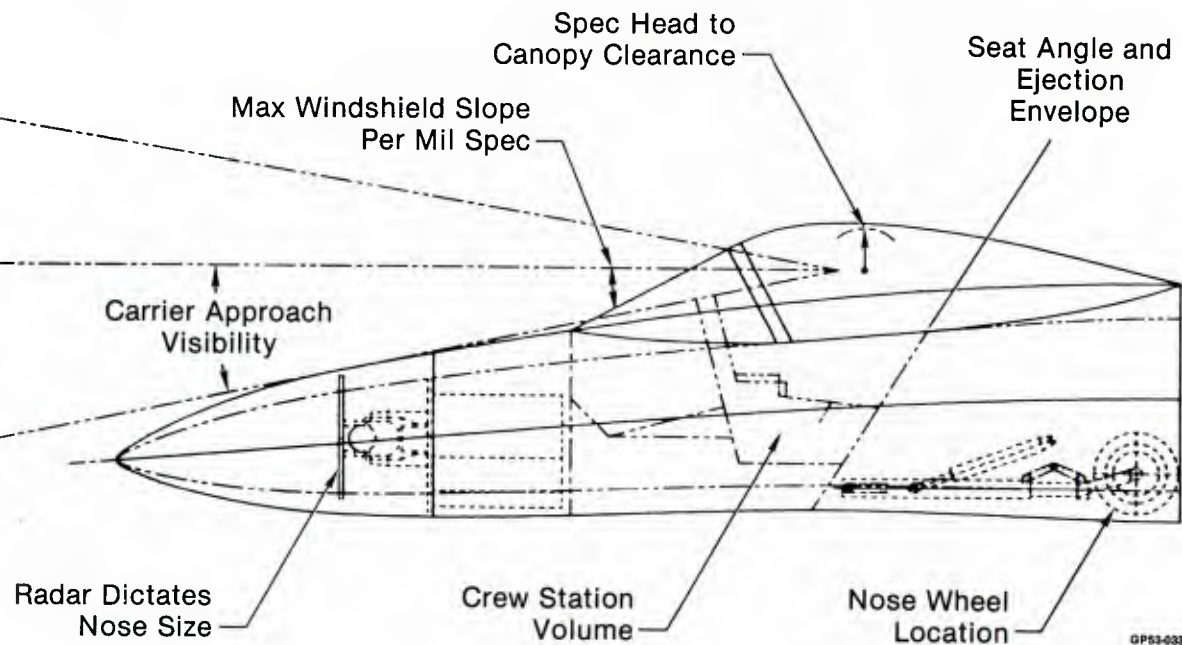 Spec Head to
Canopy Clearance
Seat Angle and
Ejection
Envelope
Max Windshield Slope
Per Mil Spec
Carrier Approach
Visibility
Radar Dictates
Nose Size
Crew Station
Volume
Nose Wheel
Location